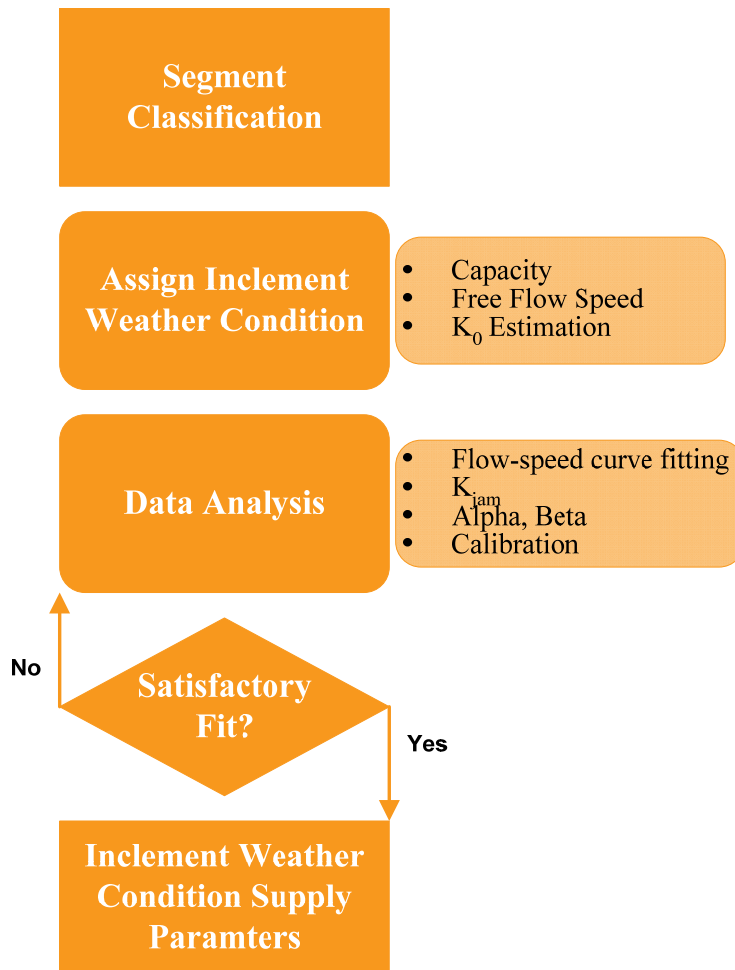 Segment
Classification
Assign Inclement
Weather Condition
• Capacity
• Free Flow Speed
• K₀ Estimation
Data Analysis
• Flow-speed curve fitting
• Kjam
• Alpha, Beta
• Calibration
Satisfactory
Fit?
No
Yes
Inclement Weather
Condition Supply
Paramters